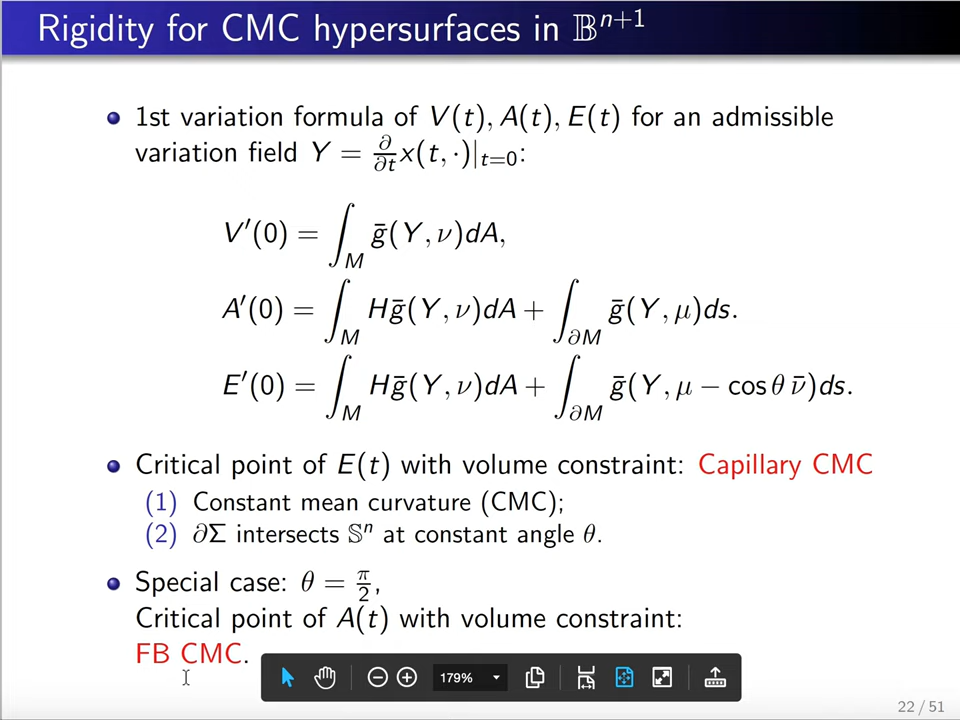 Rigidity for CMC hypersurfaces in 𝔹ⁿ⁺¹
1st variation formula of V(t), A(t), E(t) for an admissible
variation field Y = ∂/∂t x(t, ·)|ₜ₌₀:
V′(0) = ∫_M ḡ(Y, ν)dA,
A′(0) = ∫_M Hḡ(Y, ν)dA + ∫_∂M ḡ(Y, μ)ds.
E′(0) = ∫_M Hḡ(Y, ν)dA + ∫_∂M ḡ(Y, μ − cos θ ν̄)ds.
Critical point of E(t) with volume constraint: Capillary CMC
(1) Constant mean curvature (CMC);
(2) ∂Σ intersects 𝕊ⁿ at constant angle θ.
Special case: θ = π/2,
Critical point of A(t) with volume constraint:
FB CMC.
179%
22 / 51